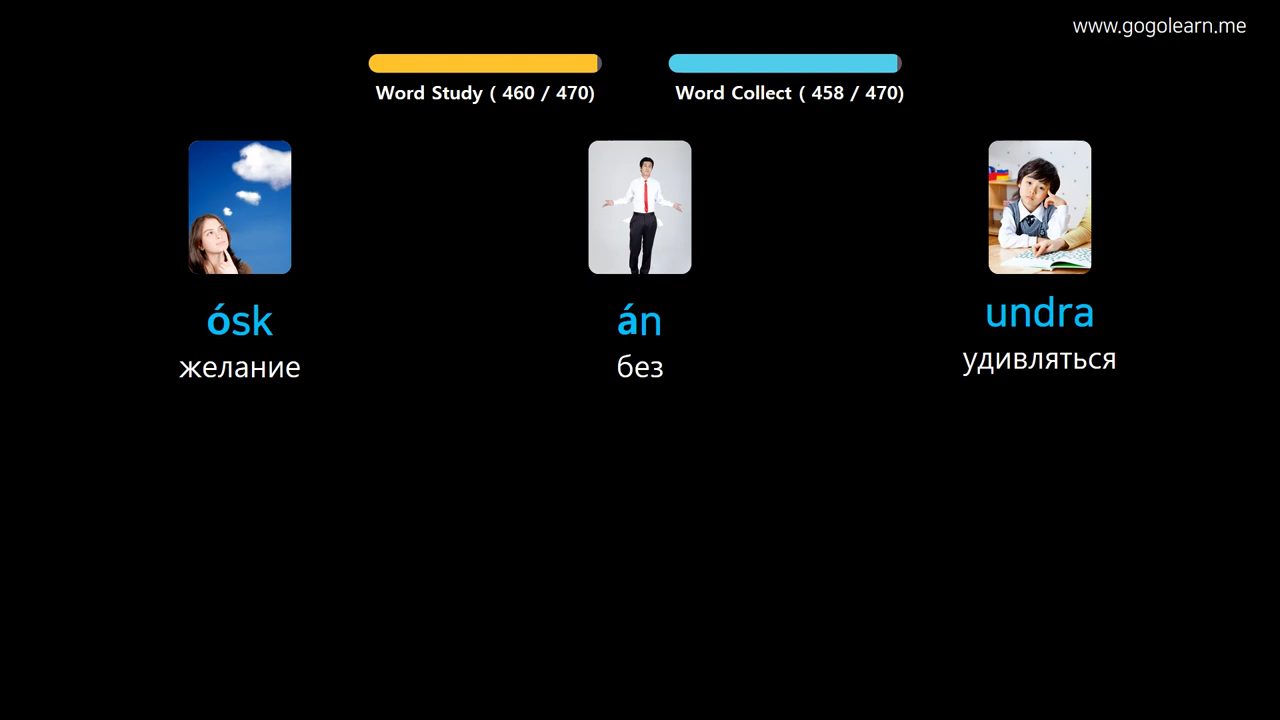 www.gogolearn.me
Word Study ( 460 / 470)
Word Collect ( 458 / 470)
ósk
án
undra
желание
без
удивляться